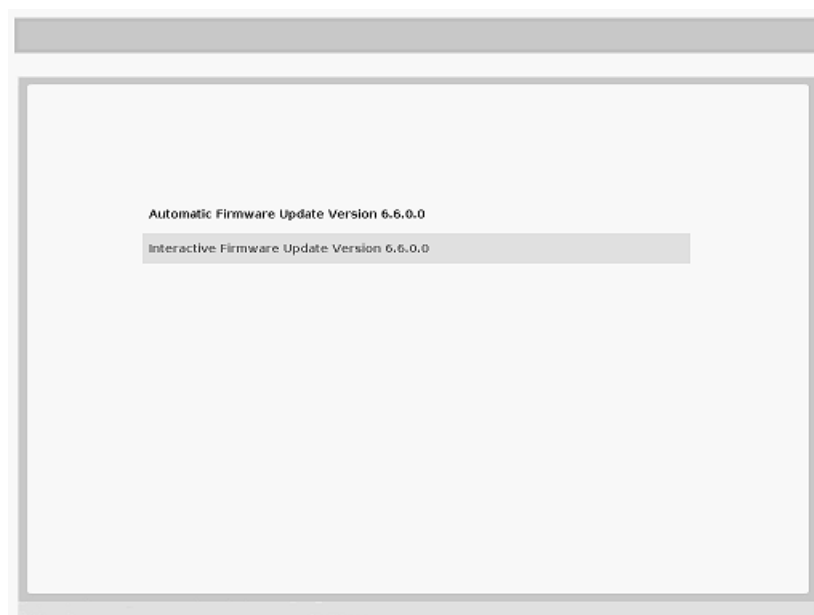 Automatic Firmware Update Version 6.6.0.0
Interactive Firmware Update Version 6.6.0.0